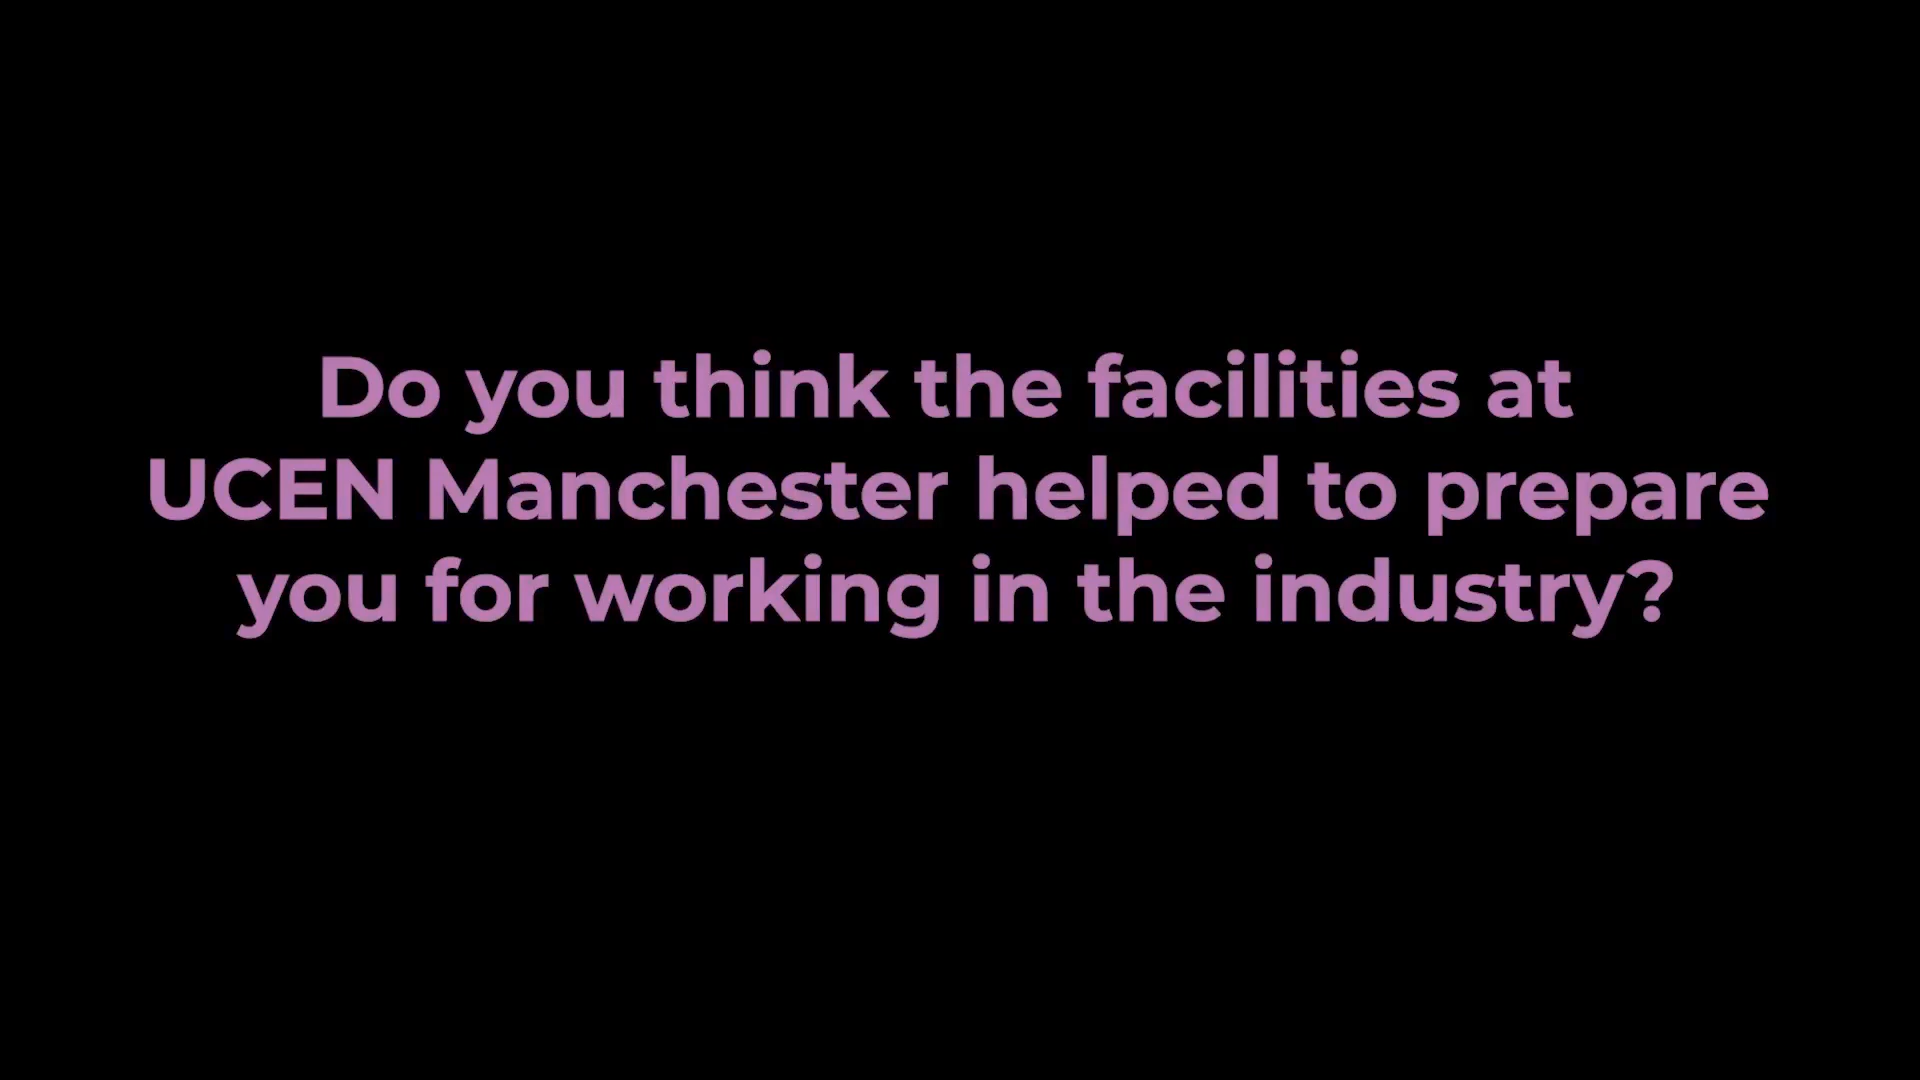 Do you think the facilities at
UCEN Manchester helped to prepare
you for working in the industry?